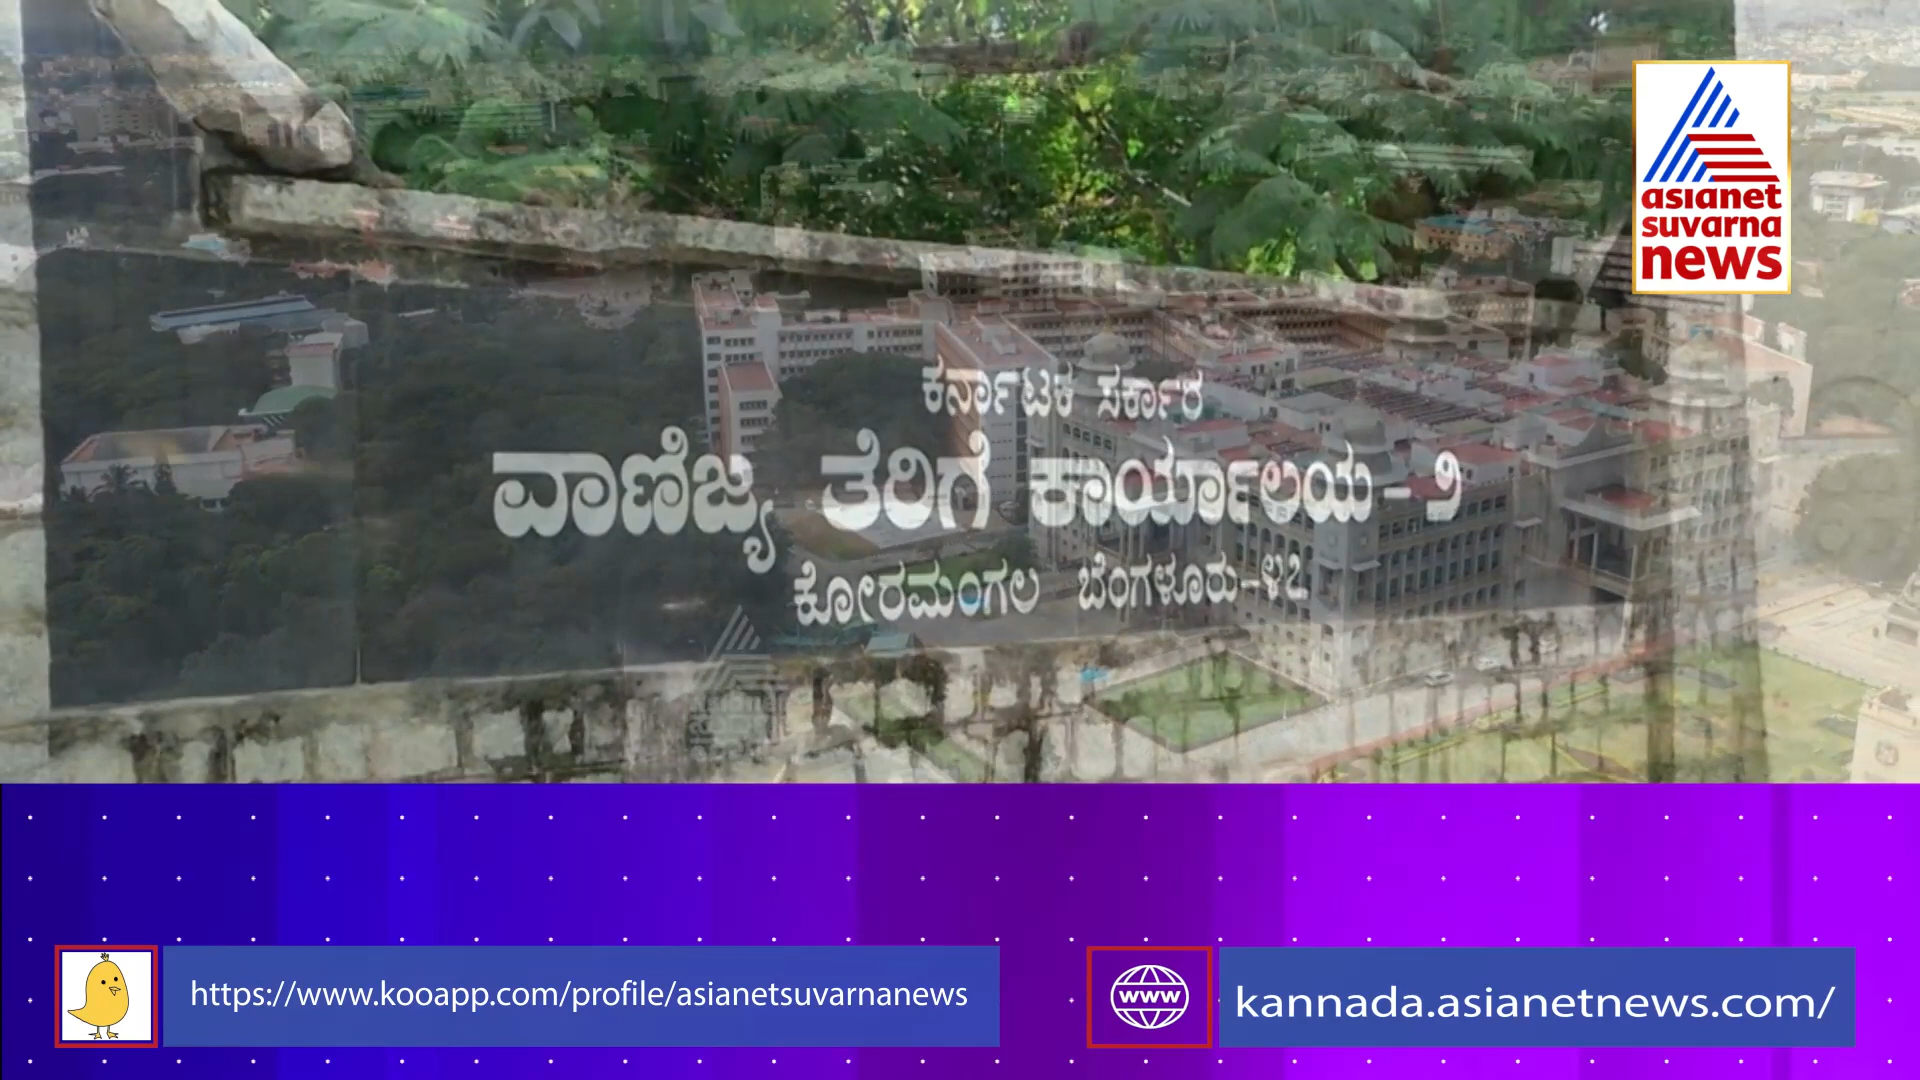 asianet
suvarna
news
ಕರ್ನಾಟಕ ಸರ್ಕಾರ
ವಾಣಿಜ್ಯ ತೆರಿಗೆ ಕಾರ್ಯಾಲಯ - ೨
ಕೋರಮಂಗಲ ಬೆಂಗಳೂರು-೪೭
https://www.kooapp.com/profile/asianetsuvarnanews
www
kannada.asianetnews.com/